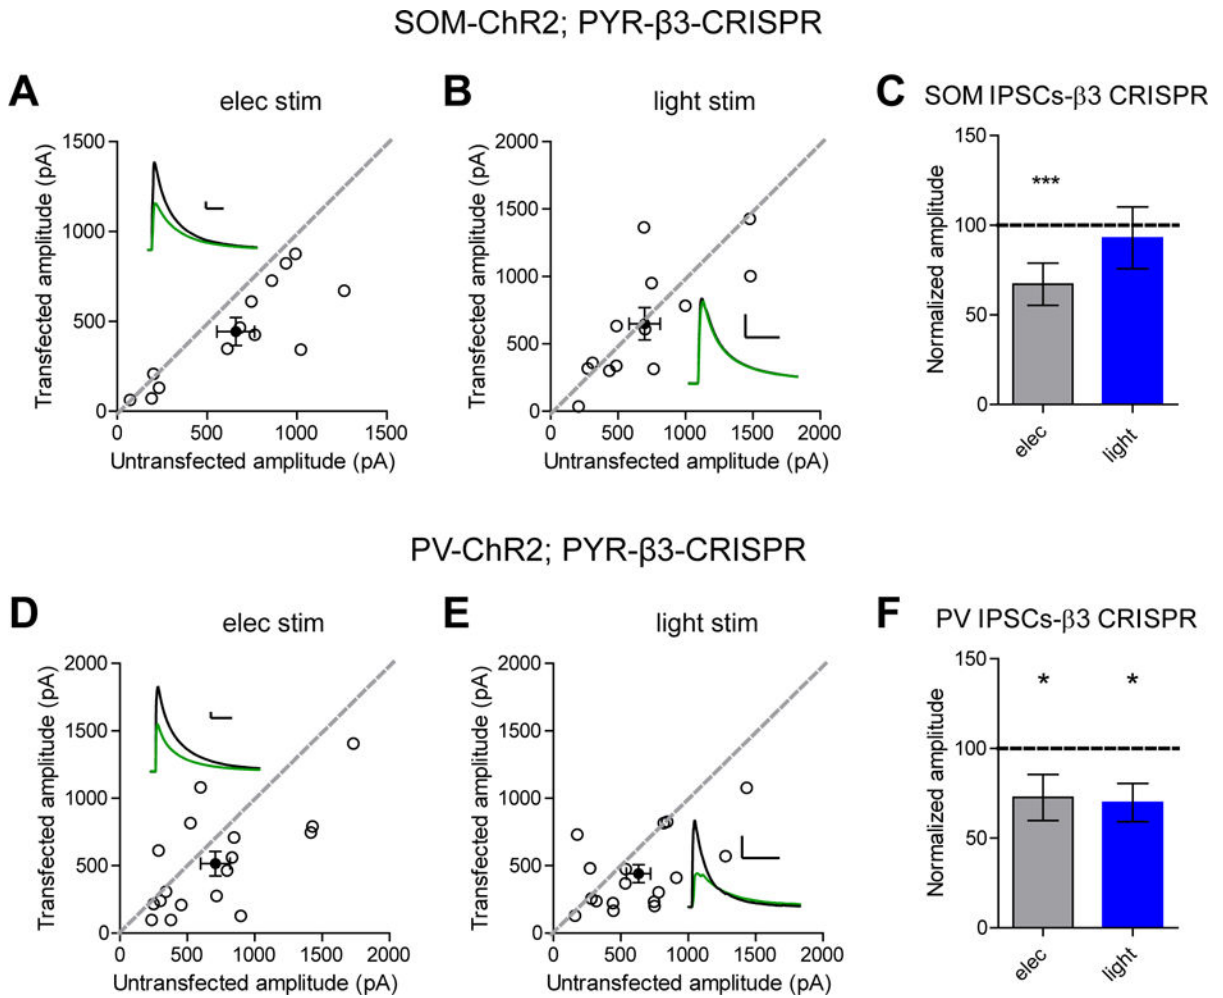 SOM-ChR2; PYR-β3-CRISPR
A
elec stim
Transfected amplitude (pA)
1500
1000
500
0
0 500 1000 1500
Untransfected amplitude (pA)
B
light stim
Transfected amplitude (pA)
2000
1500
1000
500
0
0 500 1000 1500 2000
Untransfected amplitude (pA)
C SOM IPSCs-β3 CRISPR
Normalized amplitude
150
100
50
0
***
elec light
PV-ChR2; PYR-β3-CRISPR
D
elec stim
Transfected amplitude (pA)
2000
1500
1000
500
0
0 500 1000 1500 2000
Untransfected amplitude (pA)
E
light stim
Transfected amplitude (pA)
2000
1500
1000
500
0
0 500 1000 1500 2000
Untransfected amplitude (pA)
F PV IPSCs-β3 CRISPR
Normalized amplitude
150
100
50
0
* *
elec light